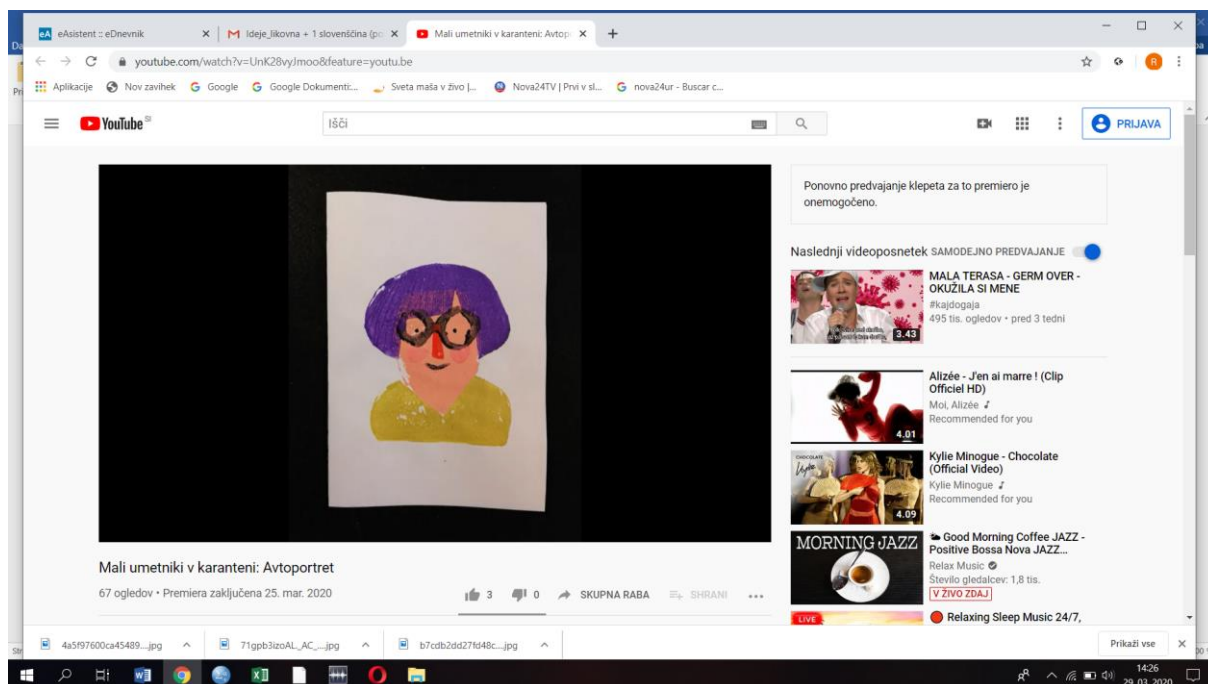 eA eAsistent :: eDnevnik
Ideje_likovna + 1 slovenščina (po
Mali umetniki v karanteni: Avtop
youtube.com/watch?v=UnK28vyJmoo&feature=youtu.be
R
Aplikacije
Nov zavihek
Google
Google Dokumenti:...
Sveta maša v živo |...
Nova24TV | Prvi v sl...
nova24ur - Buscar c...
YouTube SI
Išči
PRIJAVA
Ponovno predvajanje klepeta za to premiero je
onemogočeno.
Naslednji videoposnetek
SAMODEJNO PREDVAJANJE
3.43
MALA TERASA - GERM OVER -
OKUŽILA SI MENE
#kajdogaja
495 tis. ogledov • pred 3 tedni
4.01
Alizée - J'en ai marre ! (Clip
Officiel HD)
Moi, Alizée
Recommended for you
CHOCOLATE
Kylie
4.09
Kylie Minogue - Chocolate
(Official Video)
Kylie Minogue
Recommended for you
MORNING JAZZ
Good Morning Coffee JAZZ -
Positive Bossa Nova JAZZ...
Relax Music
Število gledalcev: 1,8 tis.
V ŽIVO ZDAJ
LIVE
Relaxing Sleep Music 24/7,
Mali umetniki v karanteni: Avtoportret
67 ogledov • Premiera zaključena 25. mar. 2020
3
0
SKUPNA RABA
SHRANI
4a5f97600ca45489....jpg
71gpb3izoAL._AC_....jpg
b7cdb2dd27fd48c....jpg
Prikaži vse
14:26
29. 03. 2020